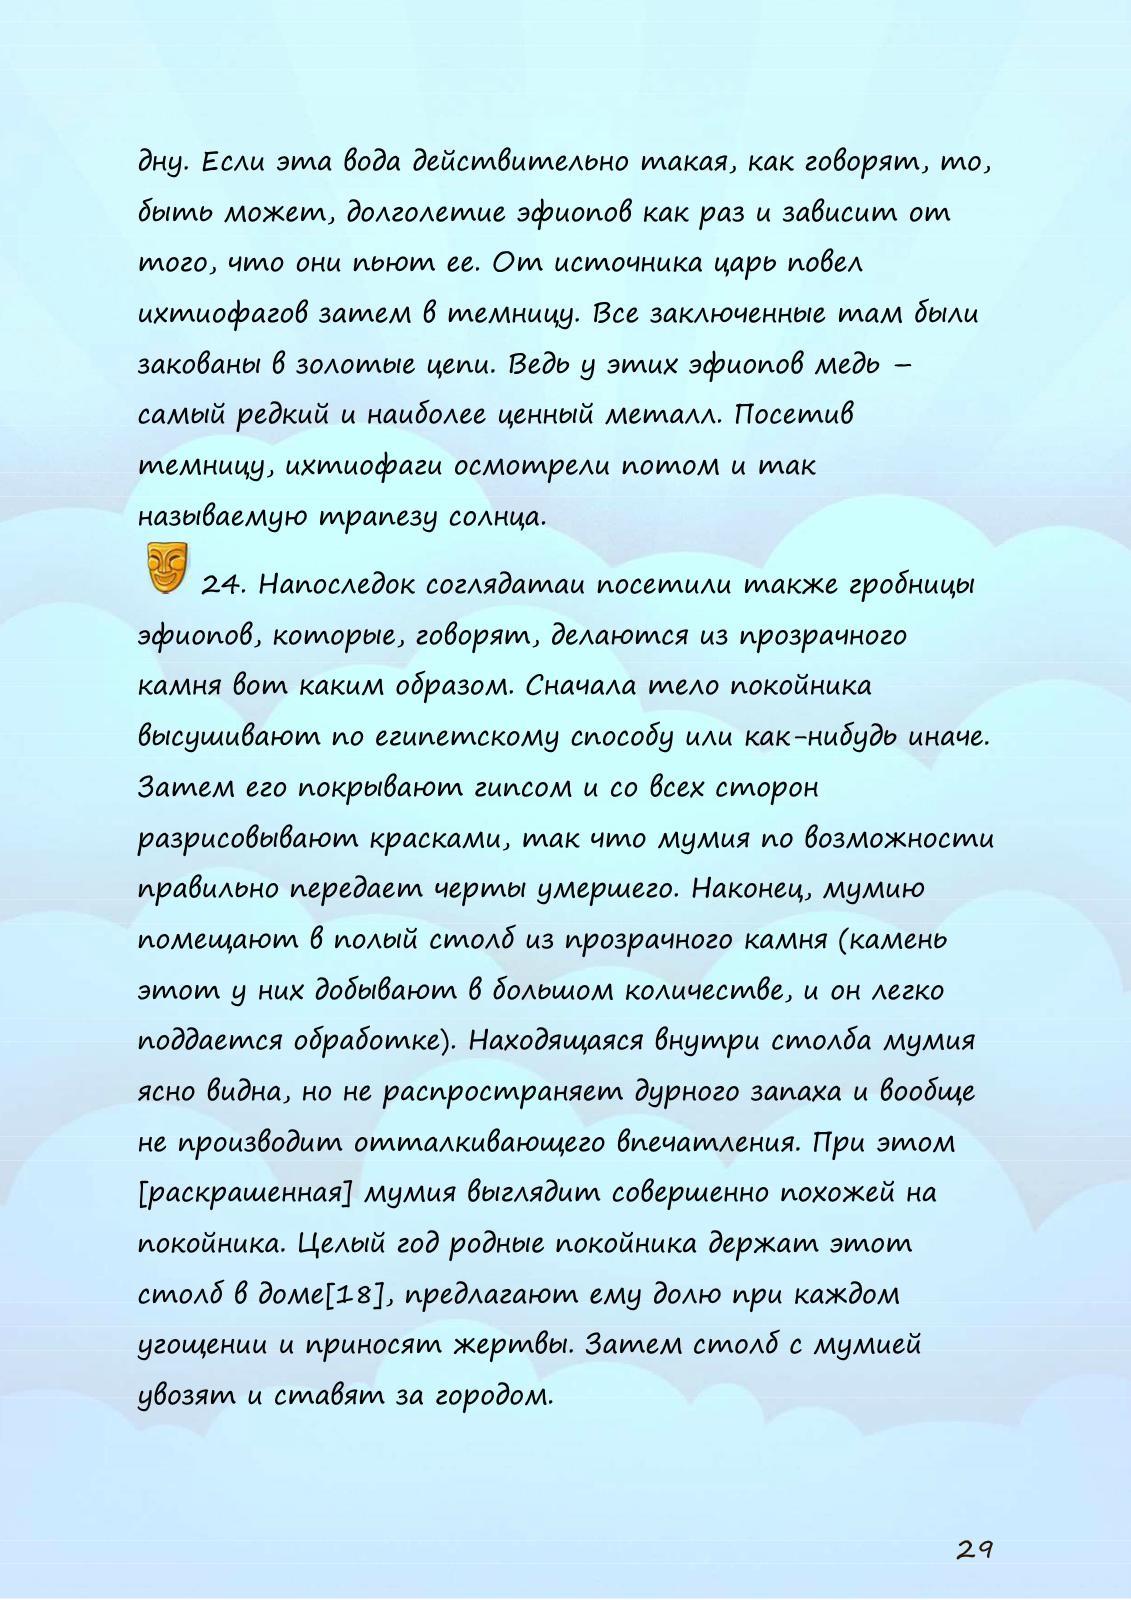 дну. Если эта вода действительно такая, как говорят, то,
быть может, долголетие эфиопов как раз и зависит от
того, что они пьют ее. От источника царь повел
ихтиофагов затем в темницу. Все заключенные там были
закованы в золотые цепи. Ведь у этих эфиопов медь –
самый редкий и наиболее ценный металл. Посетив
темницу, ихтиофаги осмотрели потом и так
называемую трапезу солнца.
24. Напоследок соглядатаи посетили также гробницы
эфиопов, которые, говорят, делаются из прозрачного
камня вот каким образом. Сначала тело покойника
высушивают по египетскому способу или как-нибудь иначе.
Затем его покрывают гипсом и со всех сторон
разрисовывают красками, так что мумия по возможности
правильно передает черты умершего. Наконец, мумию
помещают в полый столб из прозрачного камня (камень
этот у них добывают в большом количестве, и он легко
поддается обработке). Находящаяся внутри столба мумия
ясно видна, но не распространяет дурного запаха и вообще
не производит отталкивающего впечатления. При этом
[раскрашенная] мумия выглядит совершенно похожей на
покойника. Целый год родные покойника держат этот
столб в доме[18], предлагают ему долю при каждом
угощении и приносят жертвы. Затем столб с мумией
увозят и ставят за городом.
29